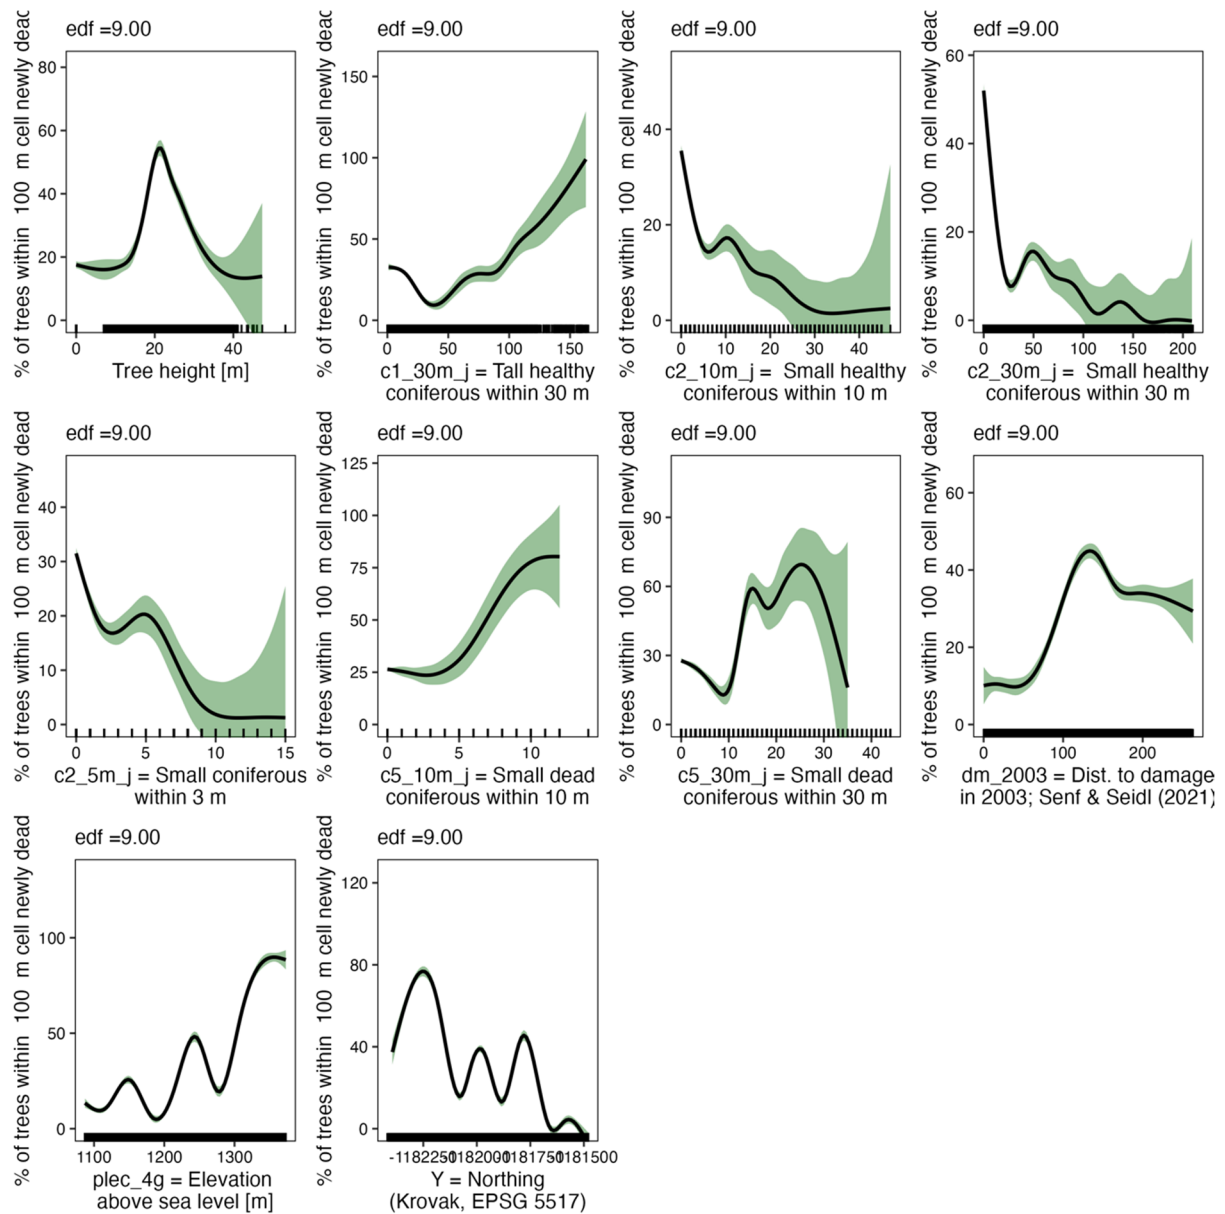 edf =9.00
% of trees within 100 m cell newly dead
80
60
40
20
0
0 20 40
Tree height [m]
edf =9.00
% of trees within 100 m cell newly dead
150
100
50
0
0 50 100 150
c1_30m_j = Tall healthy
coniferous within 30 m
edf =9.00
% of trees within 100 m cell newly dead
40
20
0
0 10 20 30 40
c2_10m_j = Small healthy
coniferous within 10 m
edf =9.00
% of trees within 100 m cell newly dead
60
40
20
0
0 50 100 150 200
c2_30m_j = Small healthy
coniferous within 30 m
edf =9.00
% of trees within 100 m cell newly dead
40
30
20
10
0
0 5 10 15
c2_5m_j = Small coniferous
within 3 m
edf =9.00
% of trees within 100 m cell newly dead
125
100
75
50
25
0
0 5 10
c5_10m_j = Small dead
coniferous within 10 m
edf =9.00
% of trees within 100 m cell newly dead
90
60
30
0
0 10 20 30 40
c5_30m_j = Small dead
coniferous within 30 m
edf =9.00
% of trees within 100 m cell newly dead
60
40
20
0
0 100 200
dm_2003 = Dist. to damage
in 2003; Senf & Seidl (2021)
edf =9.00
% of trees within 100 m cell newly dead
100
50
0
1100 1200 1300
plec_4g = Elevation
above sea level [m]
edf =9.00
% of trees within 100 m cell newly dead
120
80
40
0
-1182250 -1182000 -1181750 -1181500
Y = Northing
(Krovak, EPSG 5517)